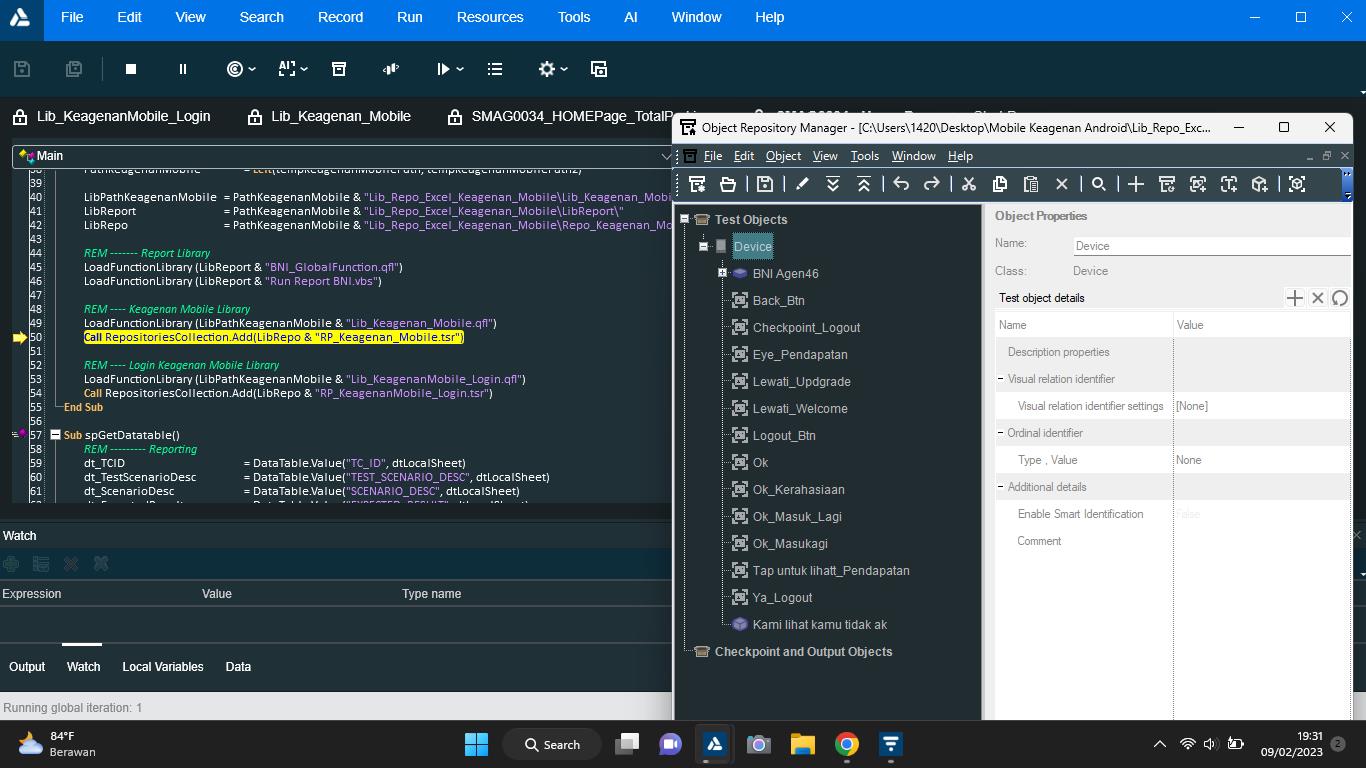 File Edit View Search Record Run Resources Tools AI Window Help
Lib_KeagenanMobile_Login Lib_Keagenan_Mobile
Main
39
40 LibPathKeagenanMobile = PathKeagenanMobile & "Lib_Repo_Excel_Keagenan_Mobile\Lib_Keagenan_Mobi
41 LibReport = PathKeagenanMobile & "Lib_Repo_Excel_Keagenan_Mobile\LibReport\"
42 LibRepo = PathKeagenanMobile & "Lib_Repo_Excel_Keagenan_Mobile\Repo_Keagenan_Mo
43
44 REM ------- Report Library
45 LoadFunctionLibrary (LibReport & "BNI_GlobalFunction.qfl")
46 LoadFunctionLibrary (LibReport & "Run Report BNI.vbs")
47
48 REM ---- Keagenan Mobile Library
49 LoadFunctionLibrary (LibPathKeagenanMobile & "Lib_Keagenan_Mobile.qfl")
50 Call RepositoriesCollection.Add(LibRepo & "RP_Keagenan_Mobile.tsr")
51
52 REM ---- Login Keagenan Mobile Library
53 LoadFunctionLibrary (LibPathKeagenanMobile & "Lib_KeagenanMobile_Login.qfl")
54 Call RepositoriesCollection.Add(LibRepo & "RP_KeagenanMobile_Login.tsr")
55 End Sub
56
57 Sub spGetDatatable()
58 REM --------- Reporting
59 dt_TCID = DataTable.Value("TC_ID", dtLocalSheet)
60 dt_TestScenarioDesc = DataTable.Value("TEST_SCENARIO_DESC", dtLocalSheet)
61 dt_ScenarioDesc = DataTable.Value("SCENARIO_DESC", dtLocalSheet)
Watch
Expression Value Type name
Output Watch Local Variables Data
Running global iteration: 1
Object Repository Manager - [C:\Users\1420\Desktop\Mobile Keagenan Android\Lib_Repo_Exc...
File Edit Object View Tools Window Help
Test Objects
Device
BNI Agen46
Back_Btn
Checkpoint_Logout
Eye_Pendapatan
Lewati_Updgrade
Lewati_Welcome
Logout_Btn
Ok
Ok_Kerahasiaan
Ok_Masuk_Lagi
Ok_Masukagi
Tap untuk lihatt_Pendapatan
Ya_Logout
Kami lihat kamu tidak ak
Checkpoint and Output Objects
Object Properties
Name: Device
Class: Device
Test object details
Name Value
Description properties
Visual relation identifier
Visual relation identifier settings [None]
Ordinal identifier
Type , Value None
Additional details
Enable Smart Identification False
Comment
84°F
Berawan
Search
19:31
09/02/2023
2